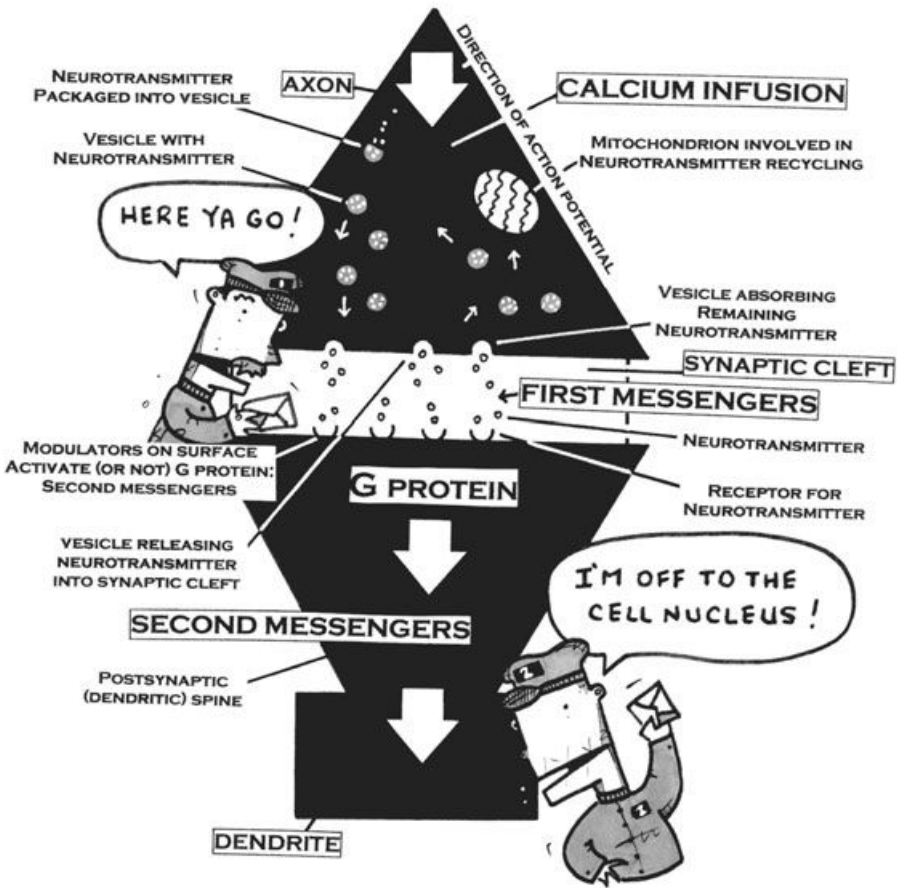 NEUROTRANSMITTER
PACKAGED INTO VESICLE
AXON
DIRECTION OF ACTION POTENTIAL
CALCIUM INFUSION
VESICLE WITH
NEUROTRANSMITTER
MITOCHONDRION INVOLVED IN
NEUROTRANSMITTER RECYCLING
HERE YA GO!
VESICLE ABSORBING
REMAINING
NEUROTRANSMITTER
SYNAPTIC CLEFT
FIRST MESSENGERS
NEUROTRANSMITTER
MODULATORS ON SURFACE
ACTIVATE (OR NOT) G PROTEIN:
SECOND MESSENGERS
G PROTEIN
RECEPTOR FOR
NEUROTRANSMITTER
VESICLE RELEASING
NEUROTRANSMITTER
INTO SYNAPTIC CLEFT
I'M OFF TO THE
CELL NUCLEUS!
SECOND MESSENGERS
POSTSYNAPTIC
(DENDRITIC) SPINE
2
2
DENDRITE